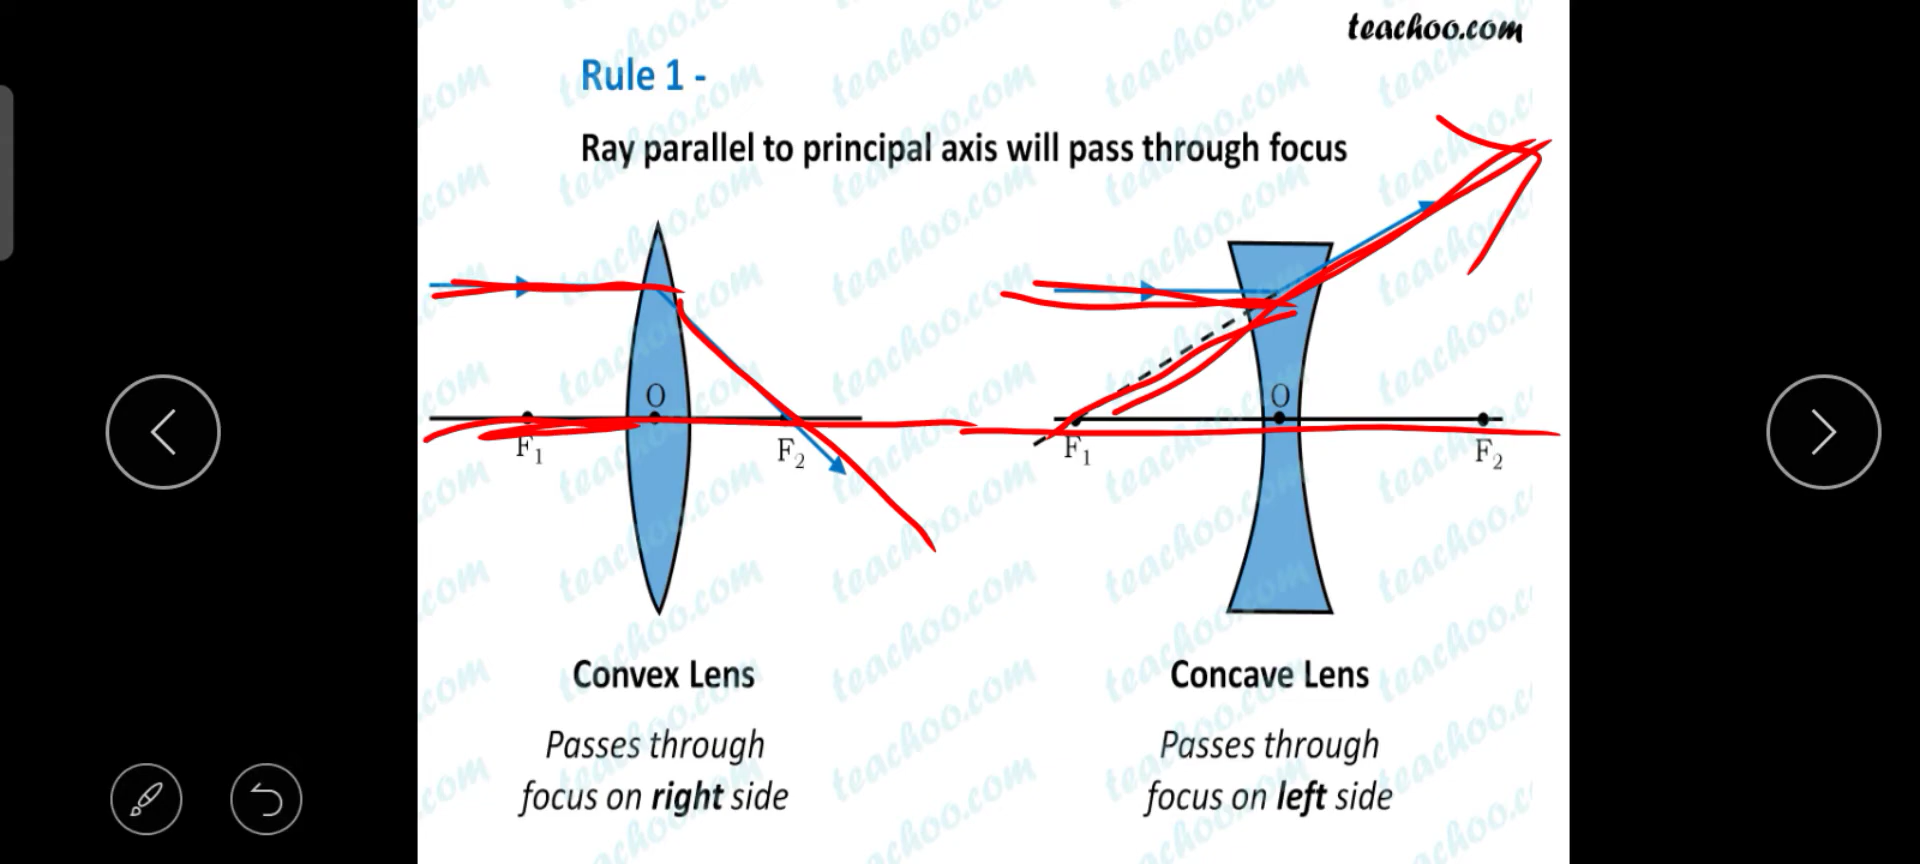 teachoo.com
Rule 1 -
Ray parallel to principal axis will pass through focus
O
F1
F2
O
F1
F2
Convex Lens
Passes through
focus on right side
Concave Lens
Passes through
focus on left side